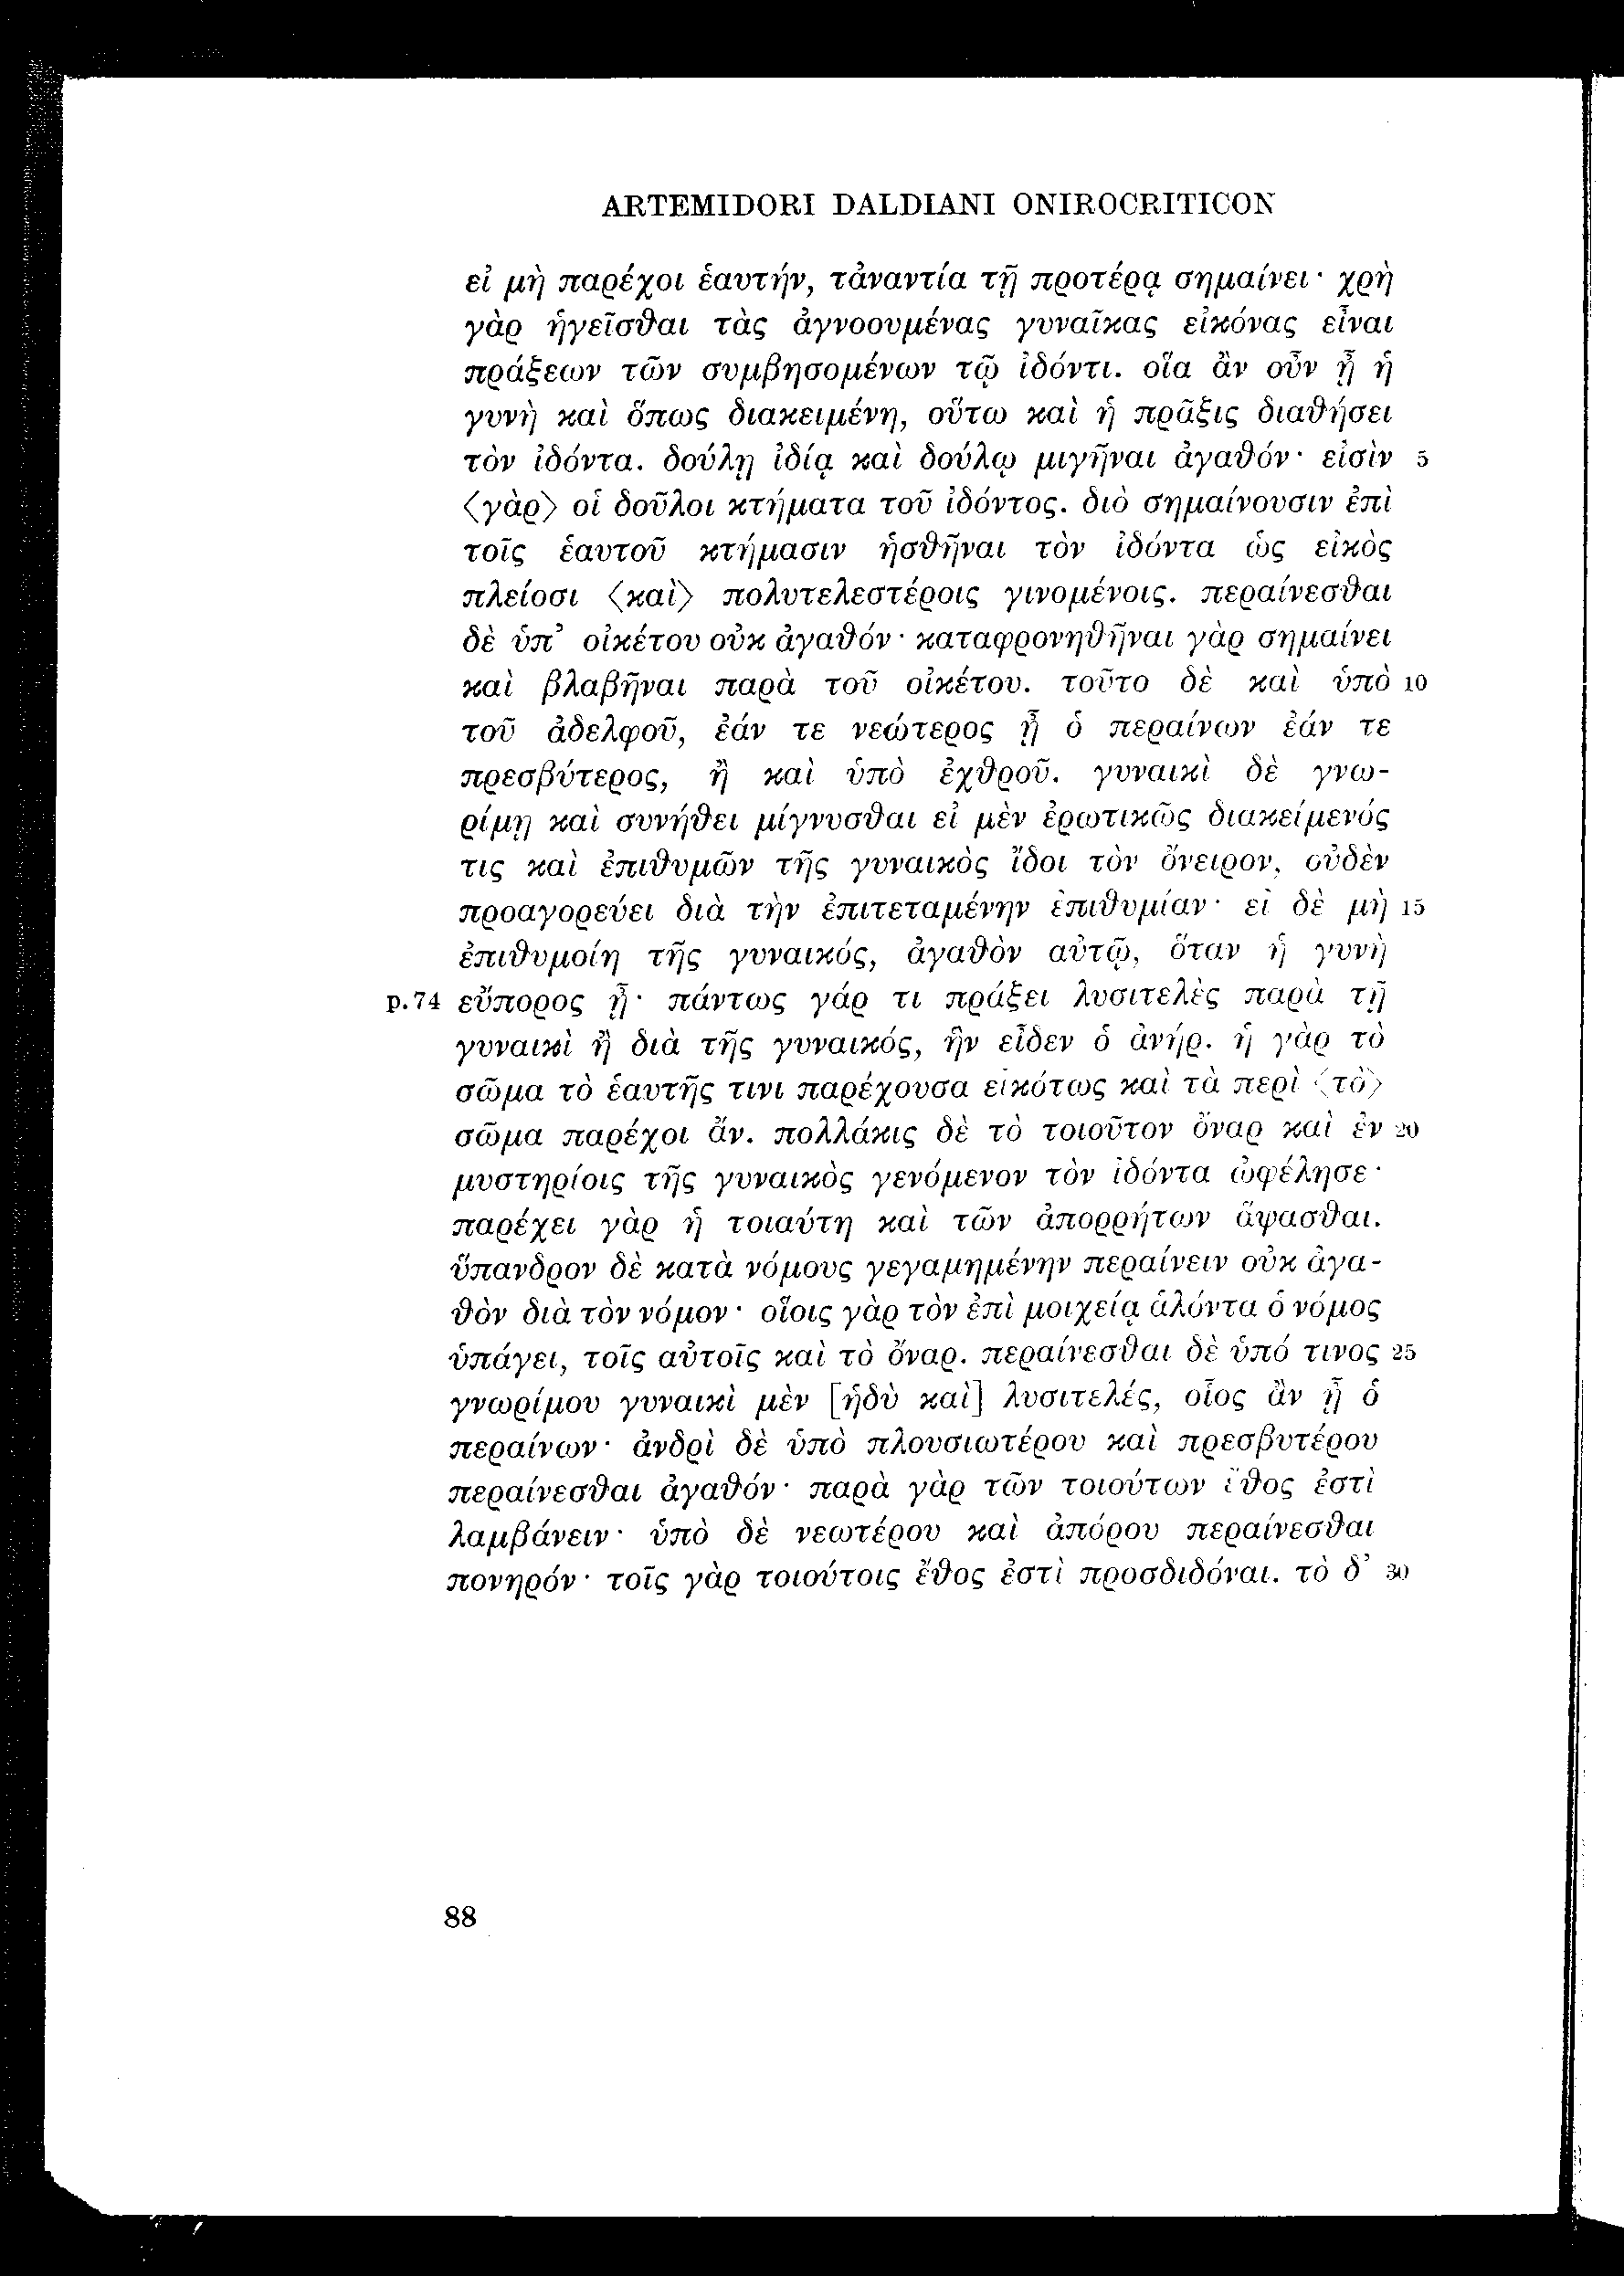 ARTEMIDORI DALDIANI ONIROCRITICON
εἰ μὴ παρέχοι ἑαυτήν, τἀναντία τῇ προτέρᾳ σημαίνει· χρὴ
γὰρ ἡγεῖσθαι τὰς ἀγνοουμένας γυναῖκας εἰκόνας εἶναι
πράξεων τῶν συμβησομένων τῷ ἰδόντι. οἵα ἂν οὖν ᾖ ἡ
γυνὴ καὶ ὅπως διακειμένη, οὕτω καὶ ἡ πρᾶξις διαθήσει
τὸν ἰδόντα. δούλῃ ἰδίᾳ καὶ δούλῳ μιγῆναι ἀγαθόν· εἰσὶν 5
⟨γὰρ⟩ οἱ δοῦλοι κτήματα τοῦ ἰδόντος. διὸ σημαίνουσιν ἐπὶ
τοῖς ἑαυτοῦ κτήμασιν ἡσθῆναι τὸν ἰδόντα ὡς εἰκὸς
πλείοσι ⟨καὶ⟩ πολυτελεστέροις γινομένοις. περαίνεσθαι
δὲ ὑπ’ οἰκέτου οὐκ ἀγαθόν· καταφρονηθῆναι γὰρ σημαίνει
καὶ βλαβῆναι παρὰ τοῦ οἰκέτου. τοῦτο δὲ καὶ ὑπὸ 10
τοῦ ἀδελφοῦ, ἐάν τε νεώτερος ᾖ ὁ περαίνων ἐάν τε
πρεσβύτερος, ἢ καὶ ὑπὸ ἐχθροῦ. γυναικὶ δὲ γνω-
ρίμῃ καὶ συνήθει μίγνυσθαι εἰ μὲν ἐρωτικῶς διακείμενός
τις καὶ ἐπιθυμῶν τῆς γυναικὸς ἴδοι τὸν ὄνειρον, οὐδὲν
προαγορεύει διὰ τὴν ἐπιτεταμένην ἐπιθυμίαν· εἰ δὲ μὴ 15
ἐπιθυμοίη τῆς γυναικός, ἀγαθὸν αὐτῷ, ὅταν ἡ γυνὴ
p.74 εὔπορος ᾖ· πάντως γάρ τι πράξει λυσιτελὲς παρὰ τῇ
γυναικὶ ἢ διὰ τῆς γυναικός, ἣν εἶδεν ὁ ἀνήρ. ἡ γὰρ τὸ
σῶμα τὸ ἑαυτῆς τινι παρέχουσα εἰκότως καὶ τὰ περὶ ⟨τὸ⟩
σῶμα παρέχοι ἄν. πολλάκις δὲ τὸ τοιοῦτον ὄναρ καὶ ἐν 20
μυστηρίοις τῆς γυναικὸς γενόμενον τὸν ἰδόντα ὠφέλησε·
παρέχει γὰρ ἡ τοιαύτη καὶ τῶν ἀπορρήτων ἅψασθαι.
ὕπανδρον δὲ κατὰ νόμους γεγαμημένην περαίνειν οὐκ ἀγα-
θὸν διὰ τὸν νόμον· οἷοις γὰρ τὸν ἐπὶ μοιχείᾳ ἁλόντα ὁ νόμος
ὑπάγει, τοῖς αὐτοῖς καὶ τὸ ὄναρ. περαίνεσθαι δὲ ὑπό τινος 25
γνωρίμου γυναικὶ μὲν [ἡδὺ καὶ] λυσιτελές, οἷος ἂν ᾖ ὁ
περαίνων· ἀνδρὶ δὲ ὑπὸ πλουσιωτέρου καὶ πρεσβυτέρου
περαίνεσθαι ἀγαθόν· παρὰ γὰρ τῶν τοιούτων ἔθος ἐστὶ
λαμβάνειν· ὑπὸ δὲ νεωτέρου καὶ ἀπόρου περαίνεσθαι
πονηρόν· τοῖς γὰρ τοιούτοις ἔθος ἐστὶ προσδιδόναι. τὸ δ’ 30
88